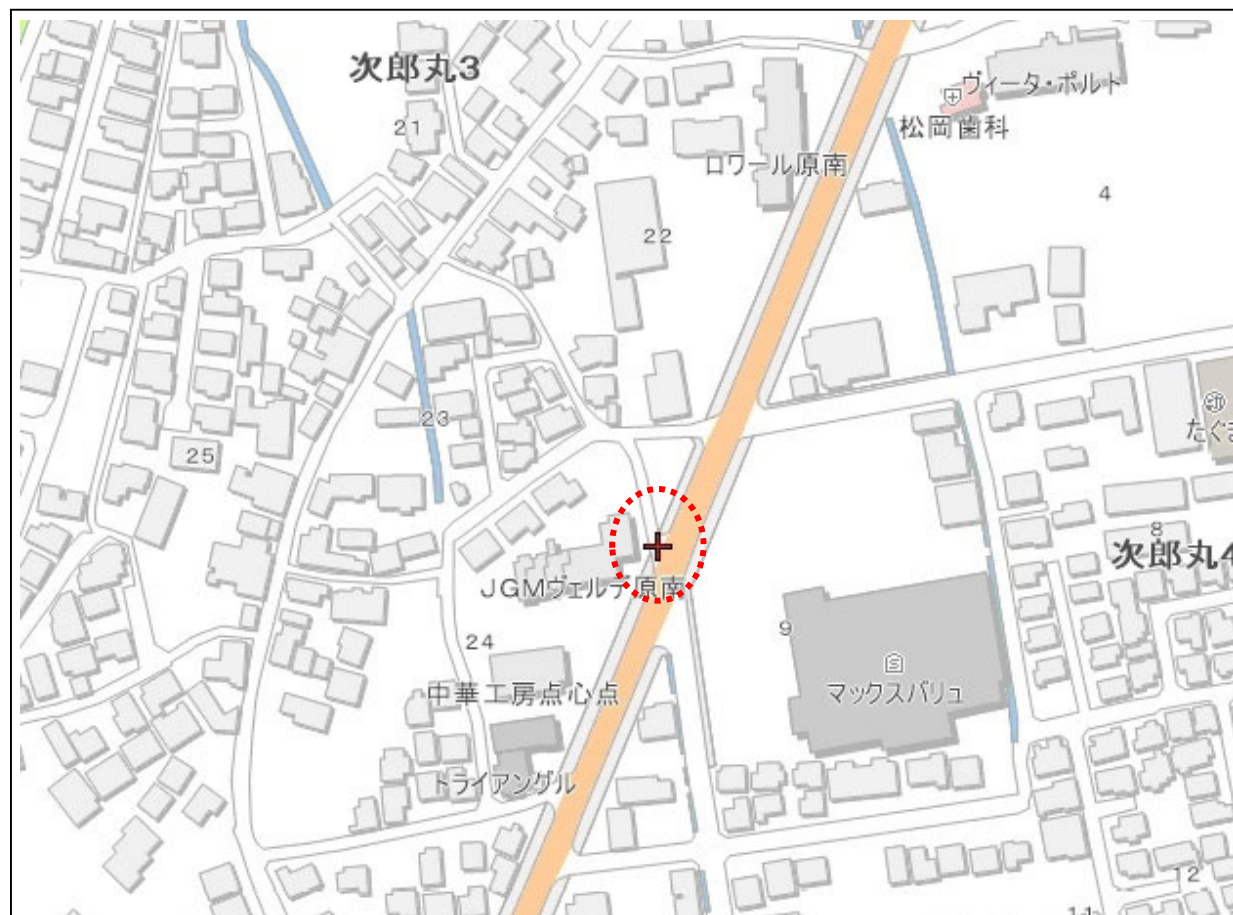 次郎丸3
ヴィータ・ポルト
松岡歯科
21
ロワール原南
4
22
23
25
たぐま
8
次郎丸4
JGMヴェルデ原南
9
24
マックスバリュ
中華工房点心点
トライアングル
12